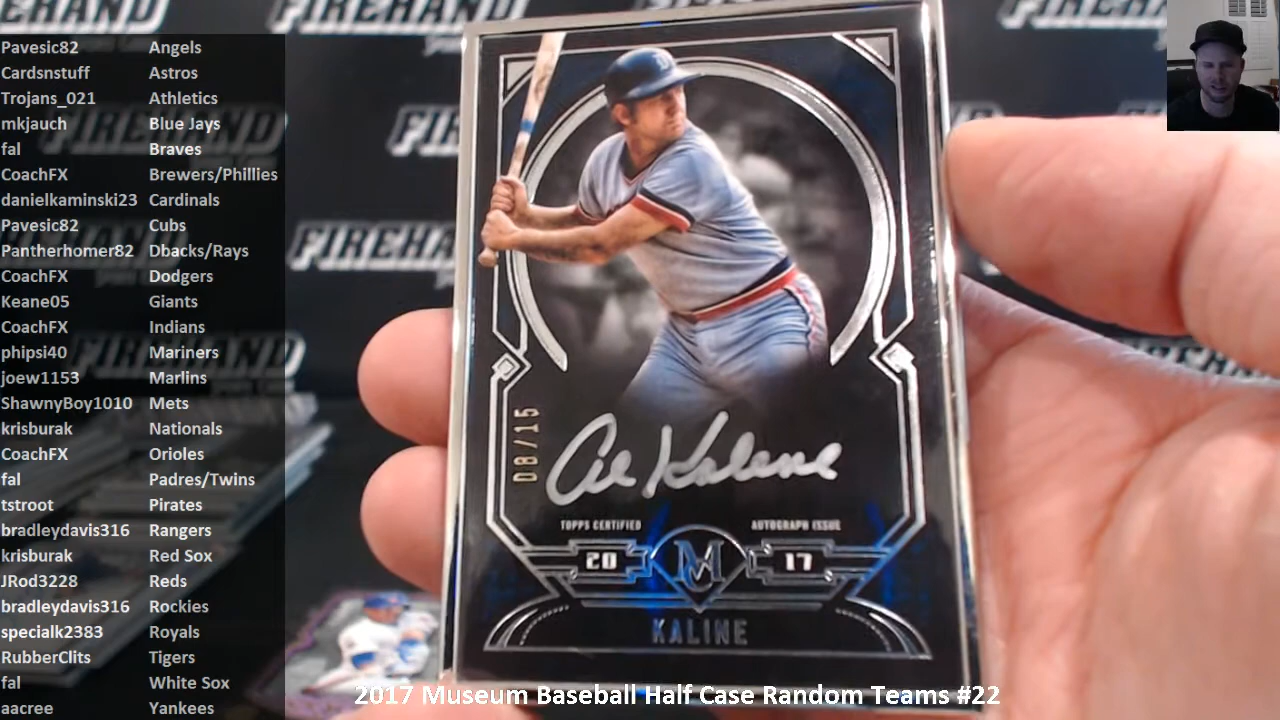 Pavesic82 Angels
Cardsnstuff Astros
Trojans_021 Athletics
mkjauch Blue Jays
fal Braves
CoachFX Brewers/Phillies
danielkaminski23 Cardinals
Pavesic82 Cubs
Pantherhomer82 Dbacks/Rays
CoachFX Dodgers
Keane05 Giants
CoachFX Indians
phipsi40 Mariners
joew1153 Marlins
ShawnyBoy1010 Mets
krisburak Nationals
CoachFX Orioles
fal Padres/Twins
tstroot Pirates
bradleydavis316 Rangers
krisburak Red Sox
JRod3228 Reds
bradleydavis316 Rockies
specialk2383 Royals
RubberClits Tigers
fal White Sox
aacree Yankees
FIREHAND
08/15
Al Kaline
TOPPS CERTIFIED AUTOGRAPH ISSUE
20 MC 17
KALINE
2017 Museum Baseball Half Case Random Teams #22